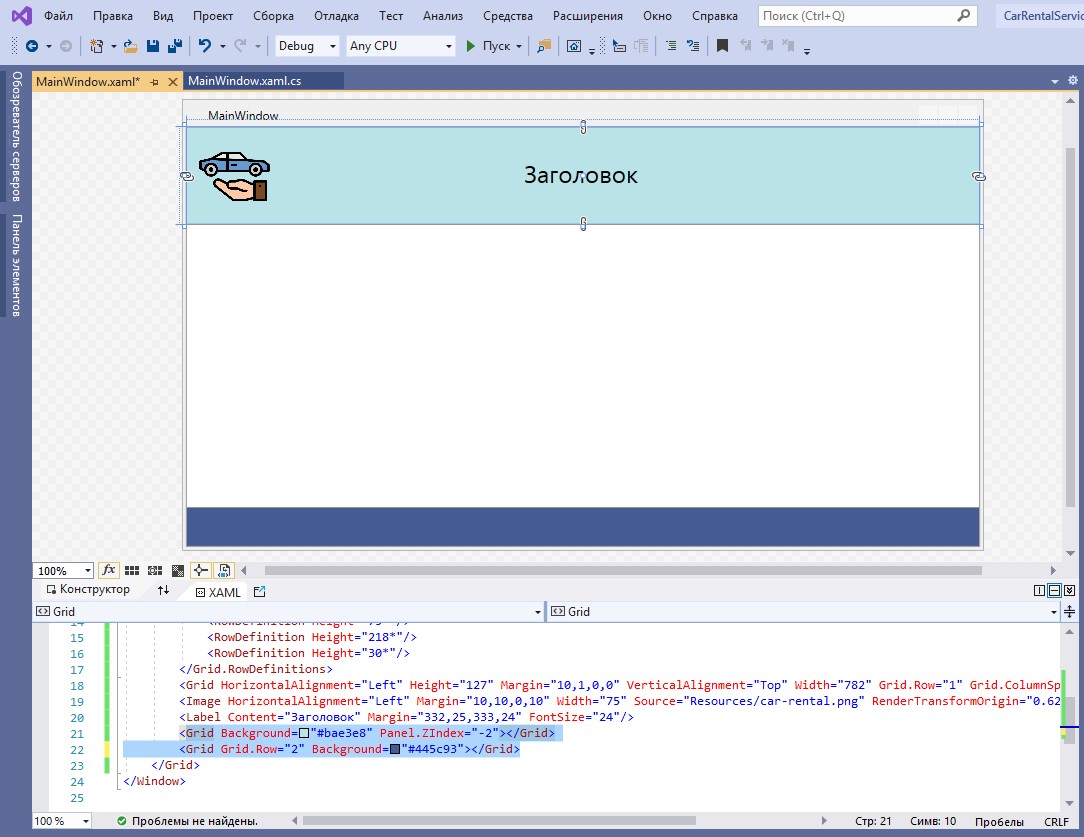 Файл Правка Вид Проект Сборка Отладка Тест Анализ Средства Расширения Окно Справка Поиск (Ctrl+Q) CarRentalServic
Debug Any CPU Пуск
MainWindow.xaml* MainWindow.xaml.cs
Обозреватель серверов
Панель элементов
MainWindow
Заголовок
100% fx
Конструктор XAML
Grid Grid
14 <RowDefinition Height="75"/>
15 <RowDefinition Height="218*"/>
16 <RowDefinition Height="30*"/>
17 </Grid.RowDefinitions>
18 <Grid HorizontalAlignment="Left" Height="127" Margin="10,1,0,0" VerticalAlignment="Top" Width="782" Grid.Row="1" Grid.ColumnSp
19 <Image HorizontalAlignment="Left" Margin="10,10,0,10" Width="75" Source="Resources/car-rental.png" RenderTransformOrigin="0.62
20 <Label Content="Заголовок" Margin="332,25,333,24" FontSize="24"/>
21 <Grid Background="#bae3e8" Panel.ZIndex="-2"></Grid>
22 <Grid Grid.Row="2" Background="#445c93"></Grid>
23 </Grid>
24 </Window>
25
100 % Проблемы не найдены. Стр: 21 Симв: 10 Пробелы CRLF